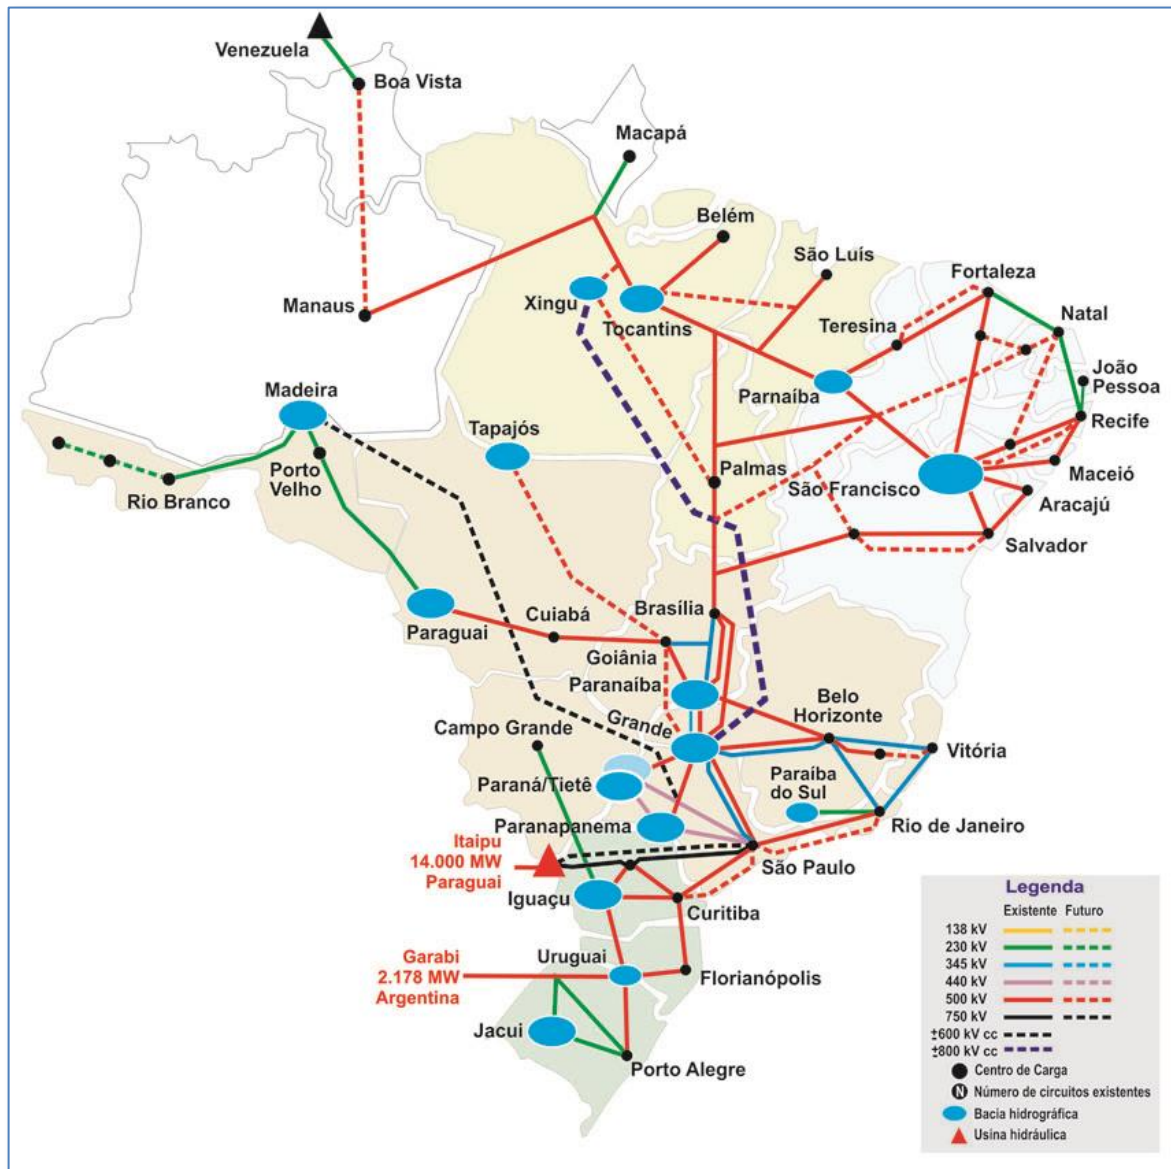 Venezuela
Boa Vista
Macapá
Belém
São Luís
Fortaleza
Xingu
Manaus
Tocantins
Teresina
Natal
João
Pessoa
Madeira
Parnaíba
Recife
Tapajós
Porto
Velho
Palmas
São Francisco
Maceió
Rio Branco
Aracajú
Salvador
Paraguai
Cuiabá
Brasília
Goiânia
Paranaíba
Belo
Horizonte
Grande
Campo Grande
Vitória
Paraná/Tietê
Paraíba
do Sul
Paranapanema
Rio de Janeiro
Itaipu
14.000 MW
Paraguai
São Paulo
Iguaçu
Curitiba
Garabi
2.178 MW
Argentina
Uruguai
Florianópolis
Jacui
Porto Alegre
Legenda
Existente Futuro
138 kV
230 kV
345 kV
440 kV
500 kV
750 kV
±600 kV cc
±800 kV cc
Centro de Carga
N Número de circuitos existentes
Bacia hidrográfica
Usina hidráulica